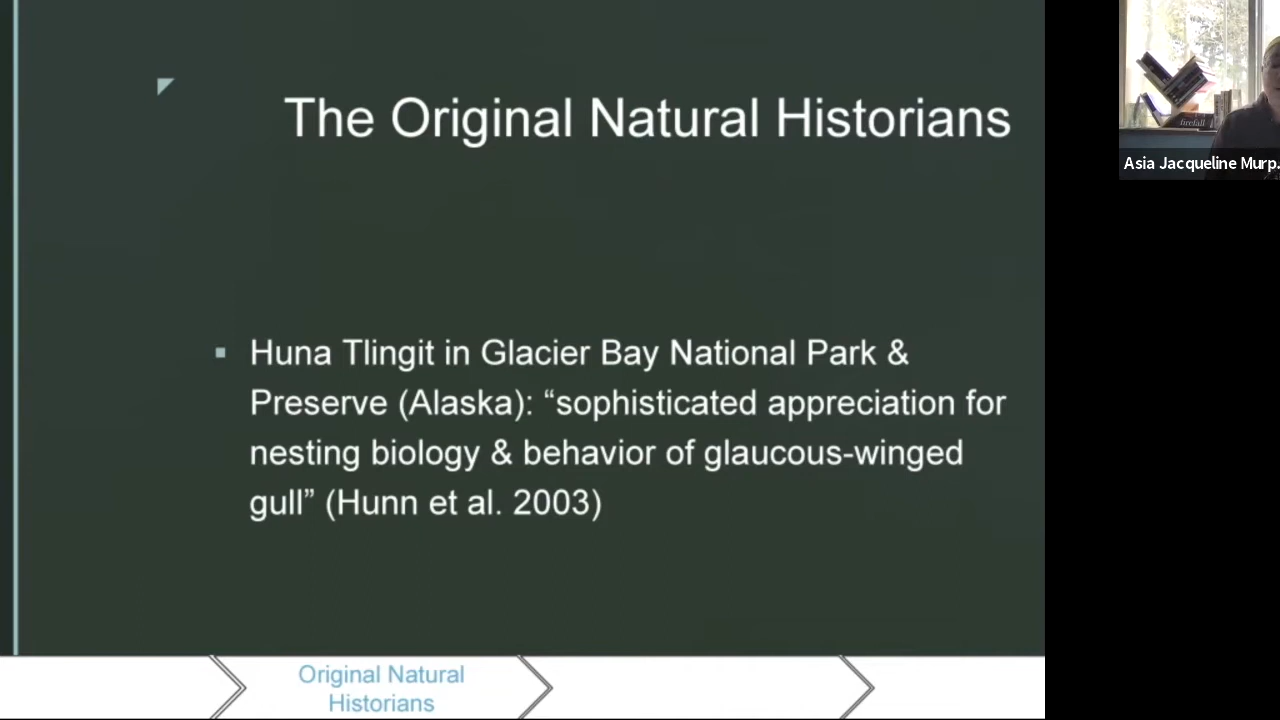 The Original Natural Historians
▪ Huna Tlingit in Glacier Bay National Park &
Preserve (Alaska): “sophisticated appreciation for
nesting biology & behavior of glaucous-winged
gull” (Hunn et al. 2003)
Original Natural
Historians
firefall
Asia Jacqueline Murp.